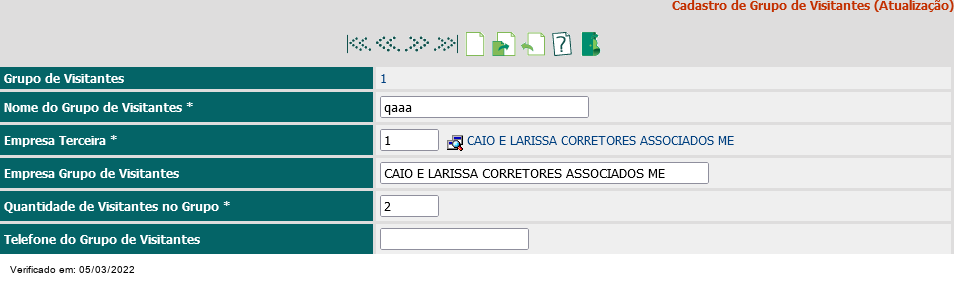 Cadastro de Grupo de Visitantes (Atualização)
Grupo de Visitantes 1
Nome do Grupo de Visitantes * qaaa
Empresa Terceira * 1 CAIO E LARISSA CORRETORES ASSOCIADOS ME
Empresa Grupo de Visitantes CAIO E LARISSA CORRETORES ASSOCIADOS ME
Quantidade de Visitantes no Grupo * 2
Telefone do Grupo de Visitantes
Verificado em: 05/03/2022